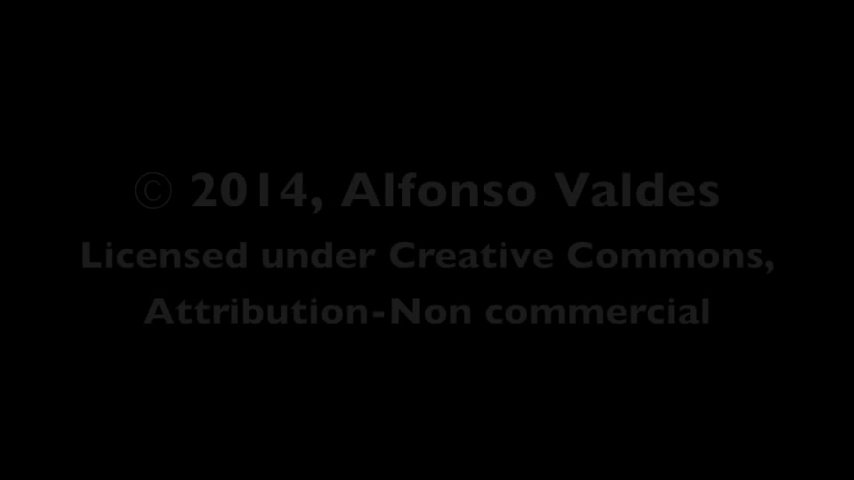 © 2014, Alfonso Valdes
Licensed under Creative Commons,
Attribution-Non commercial